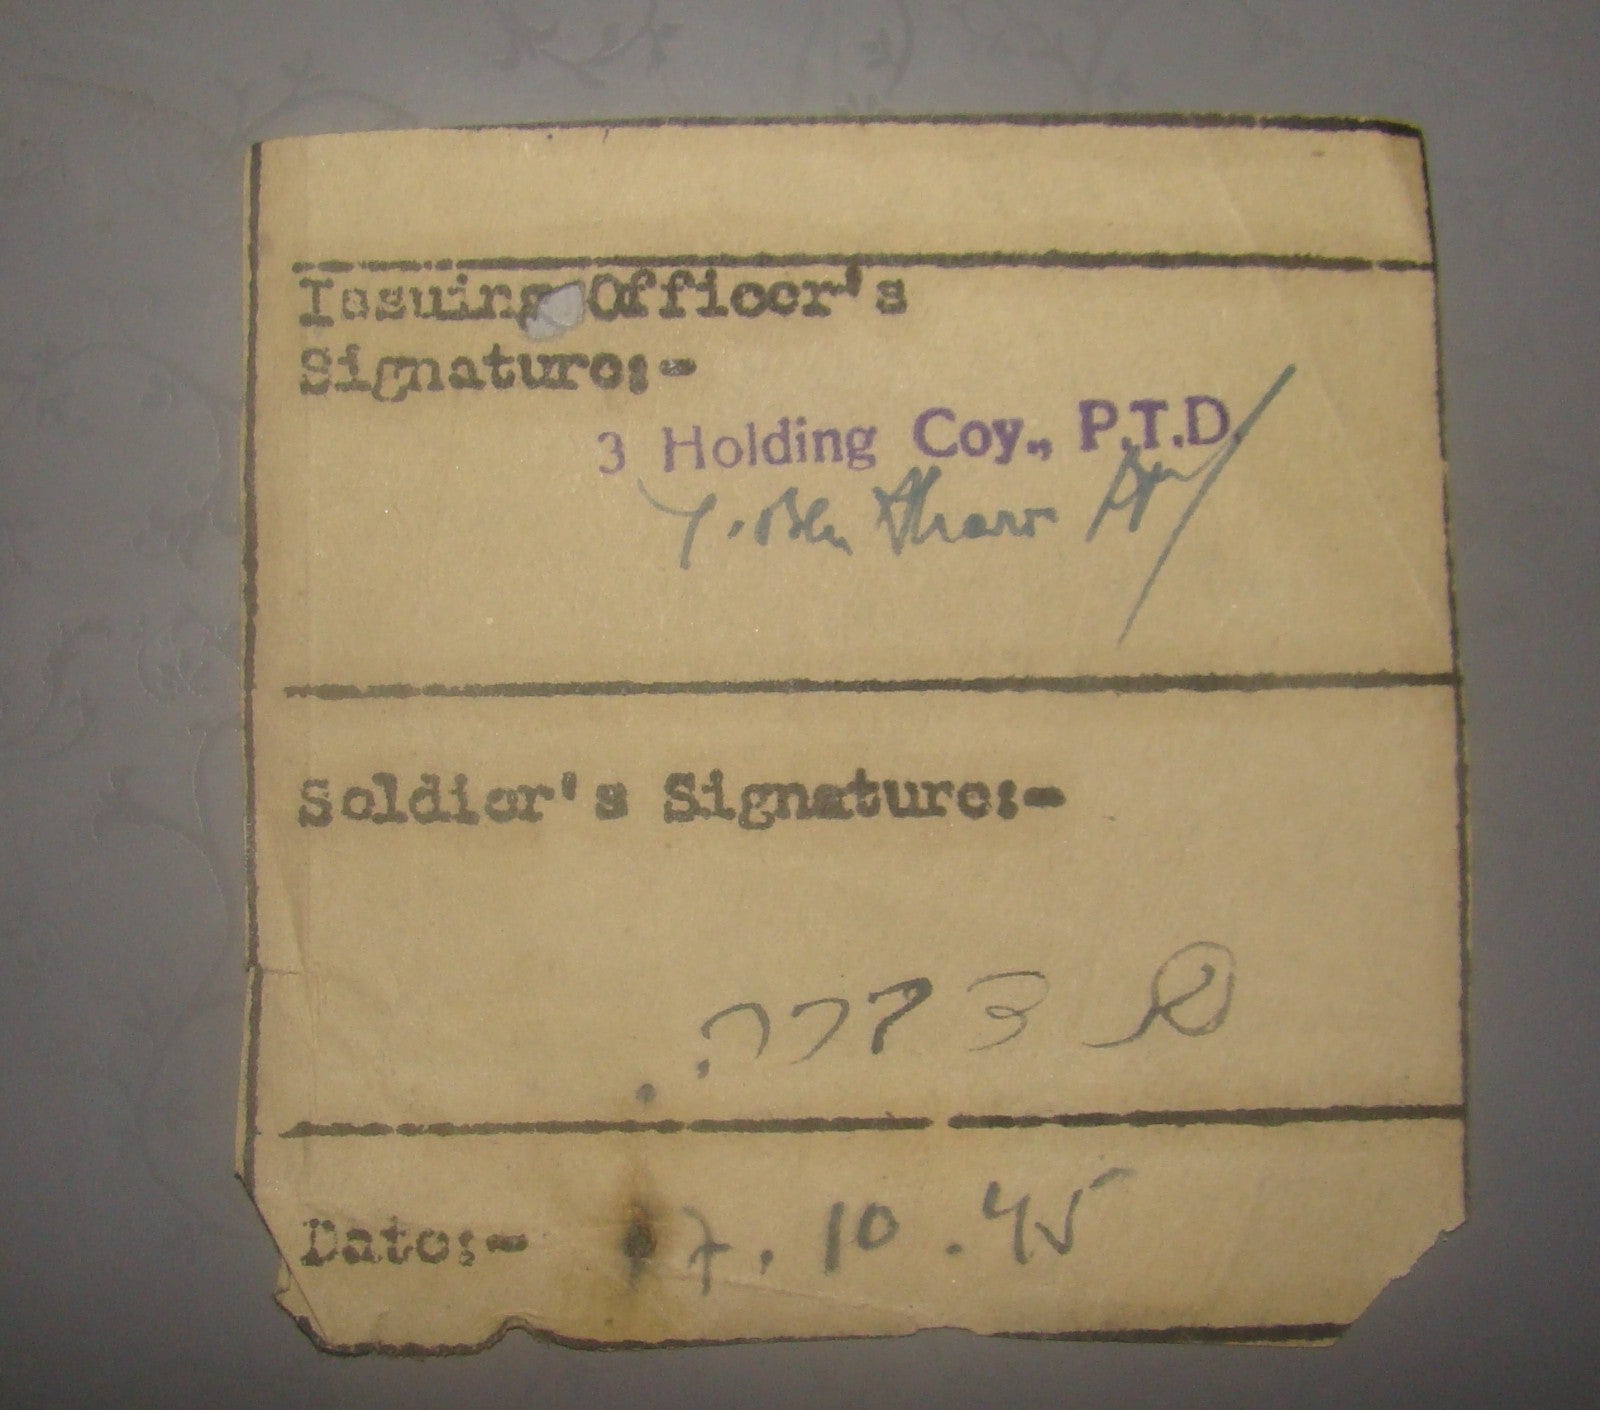 Issuing Officer's
Signature:-
3 Holding Coy., P.T.D.
Soldier's Signature:-
Date:- 7.10.45